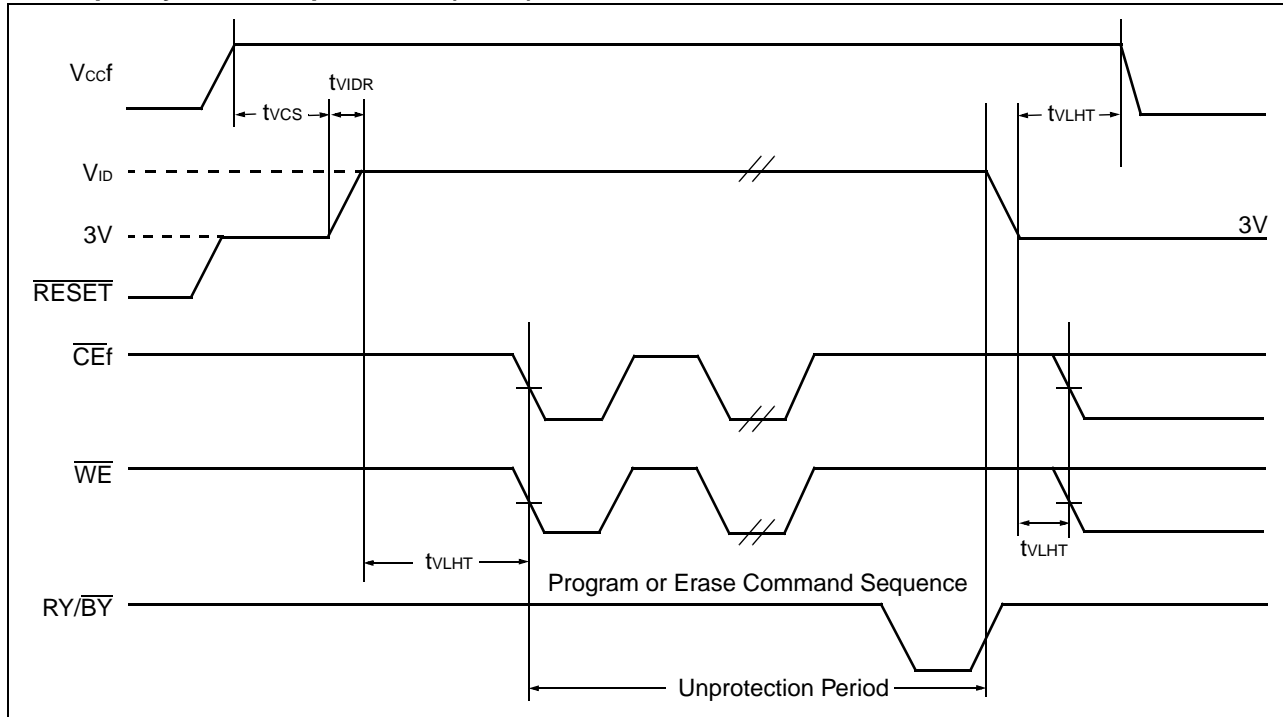 VCCf
tVIDR
tVCS
tVLHT
VID
3V
3V
RESET
CEf
WE
tVLHT
tVLHT
Program or Erase Command Sequence
RY/BY
Unprotection Period